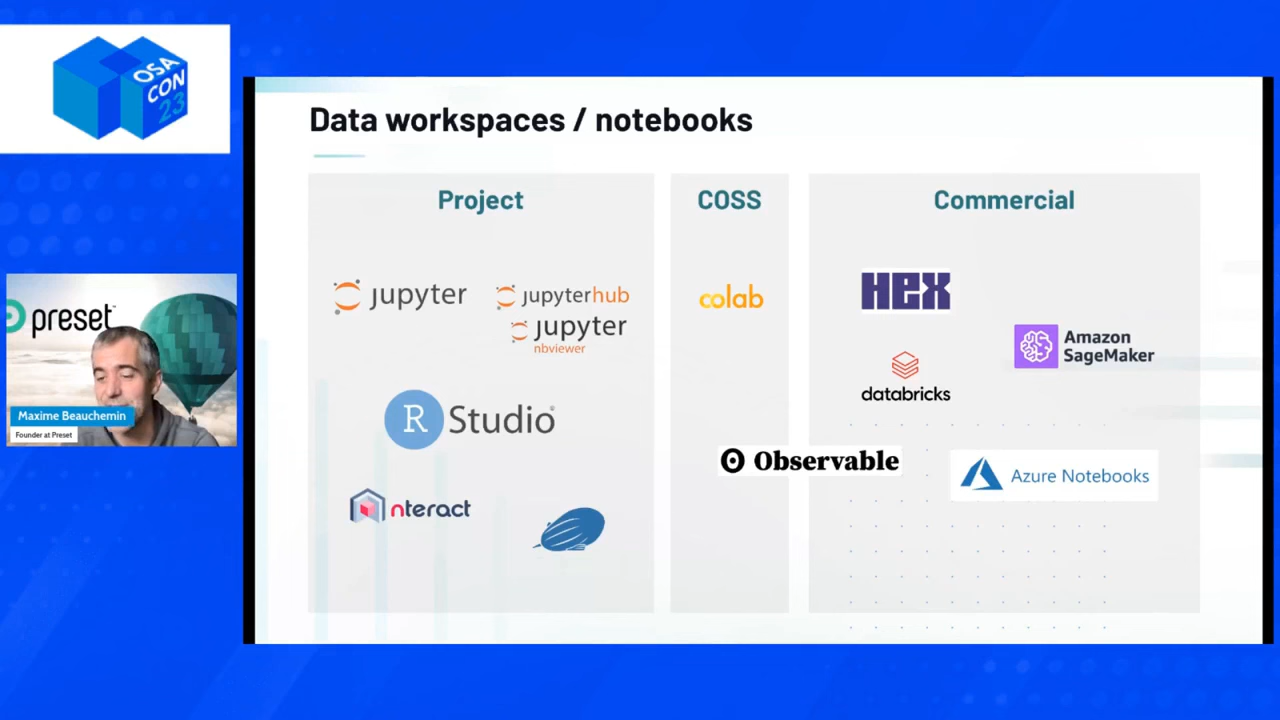 OSA
CON
23
preset
Maxime Beauchemin
Founder at Preset
Data workspaces / notebooks
Project
jupyter
jupyterhub
jupyter
nbviewer
R Studio
nteract
COSS
colab
Observable
Commercial
HEX
Amazon
SageMaker
databricks
Azure Notebooks